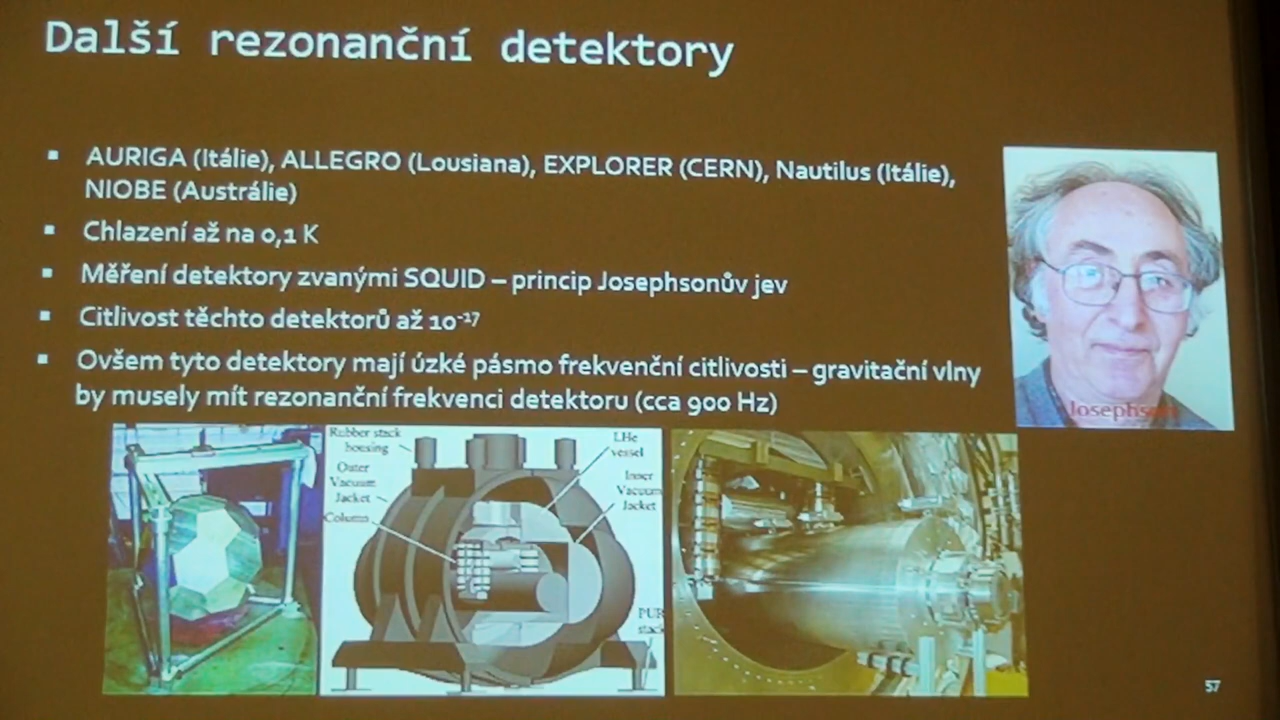 Další rezonanční detektory
▪ AURIGA (Itálie), ALLEGRO (Lousiana), EXPLORER (CERN), Nautilus (Itálie),
NIOBE (Austrálie)
▪ Chlazení až na 0,1 K
▪ Měření detektory zvanými SQUID – princip Josephsonův jev
▪ Citlivost těchto detektorů až 10⁻¹⁷
▪ Ovšem tyto detektory mají úzké pásmo frekvenční citlivosti – gravitační vlny
by musely mít rezonanční frekvenci detektoru (cca 900 Hz)
Josephson
Rubber stack
housing
Outer
Vacuum
Jacket
Column
LHe
vessel
Inner
Vacuum
Jacket
PUR
stack
57